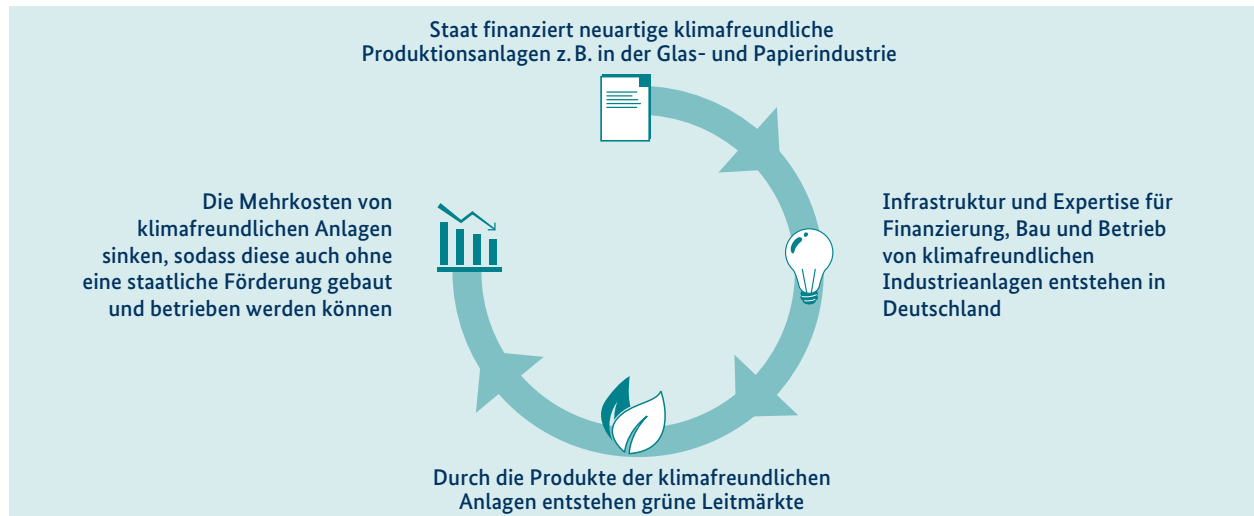 Staat finanziert neuartige klimafreundliche
Produktionsanlagen z. B. in der Glas- und Papierindustrie
Infrastruktur und Expertise für
Finanzierung, Bau und Betrieb
von klimafreundlichen
Industrieanlagen entstehen in
Deutschland
Durch die Produkte der klimafreundlichen
Anlagen entstehen grüne Leitmärkte
Die Mehrkosten von
klimafreundlichen Anlagen
sinken, sodass diese auch ohne
eine staatliche Förderung gebaut
und betrieben werden können